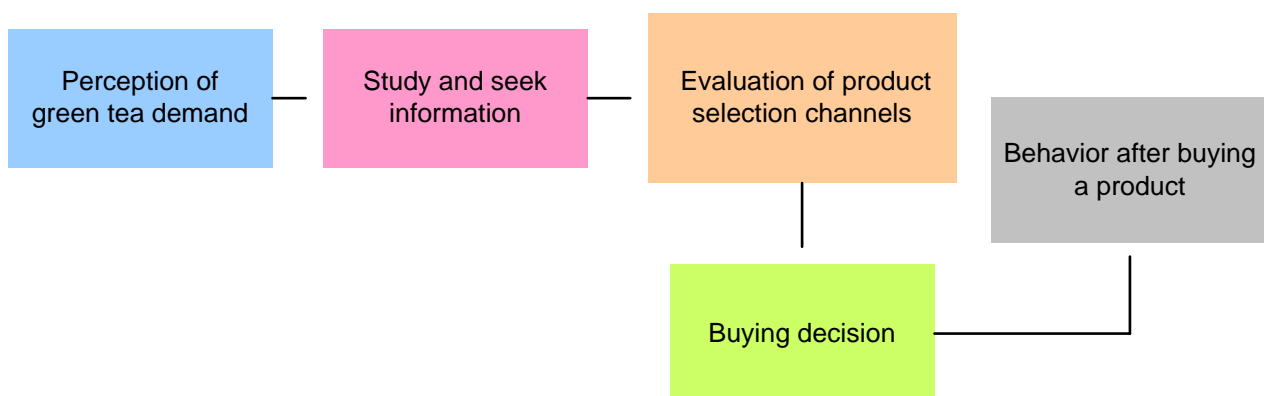 Perception of
green tea demand
Study and seek
information
Evaluation of product
selection channels
Behavior after buying
a product
Buying decision